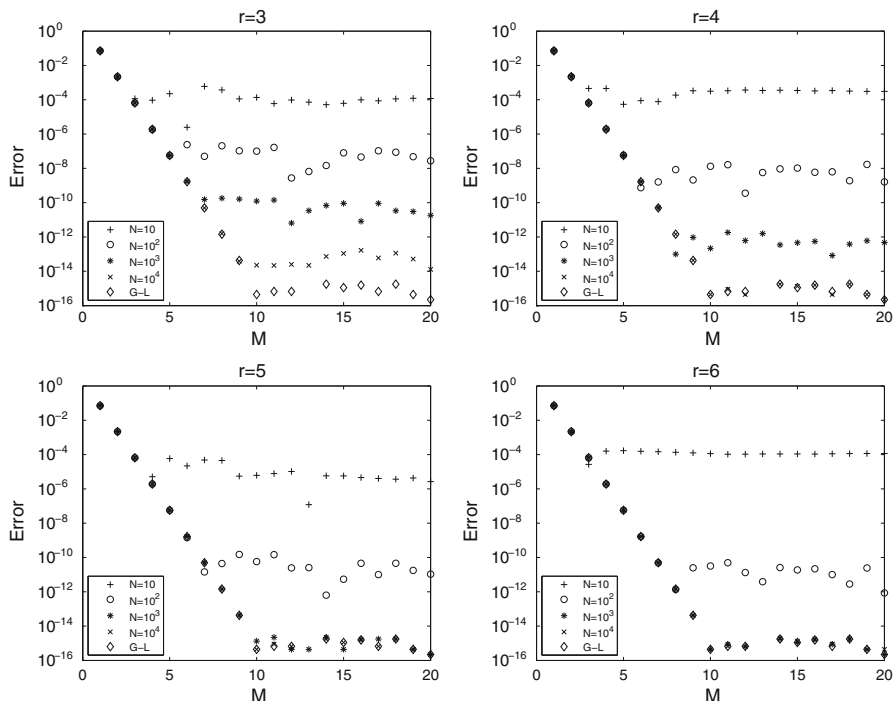 r=3
10^0
10^-2
10^-4
10^-6
10^-8
10^-10
10^-12
10^-14
10^-16
Error
N=10
N=10^2
N=10^3
N=10^4
G-L
0 5 10 15 20
M
r=4
10^0
10^-2
10^-4
10^-6
10^-8
10^-10
10^-12
10^-14
10^-16
Error
N=10
N=10^2
N=10^3
N=10^4
G-L
0 5 10 15 20
M
r=5
10^0
10^-2
10^-4
10^-6
10^-8
10^-10
10^-12
10^-14
10^-16
Error
N=10
N=10^2
N=10^3
N=10^4
G-L
0 5 10 15 20
M
r=6
10^0
10^-2
10^-4
10^-6
10^-8
10^-10
10^-12
10^-14
10^-16
Error
N=10
N=10^2
N=10^3
N=10^4
G-L
0 5 10 15 20
M